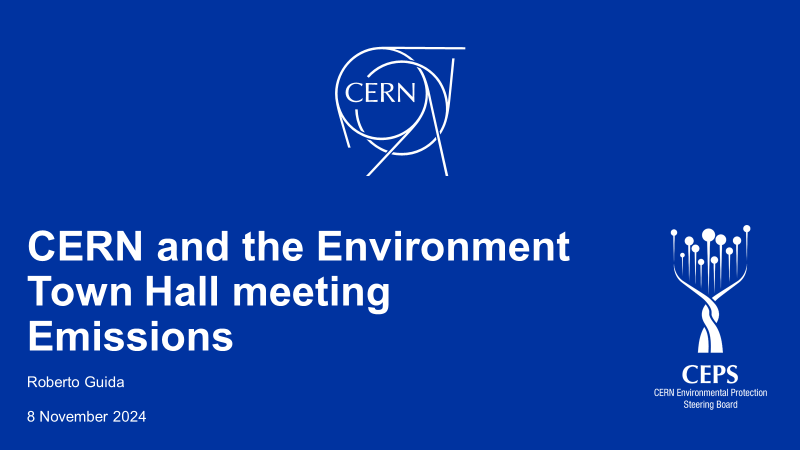 CERN
CERN and the Environment
Town Hall meeting
Emissions
Roberto Guida
8 November 2024
CEPS
CERN Environmental Protection
Steering Board